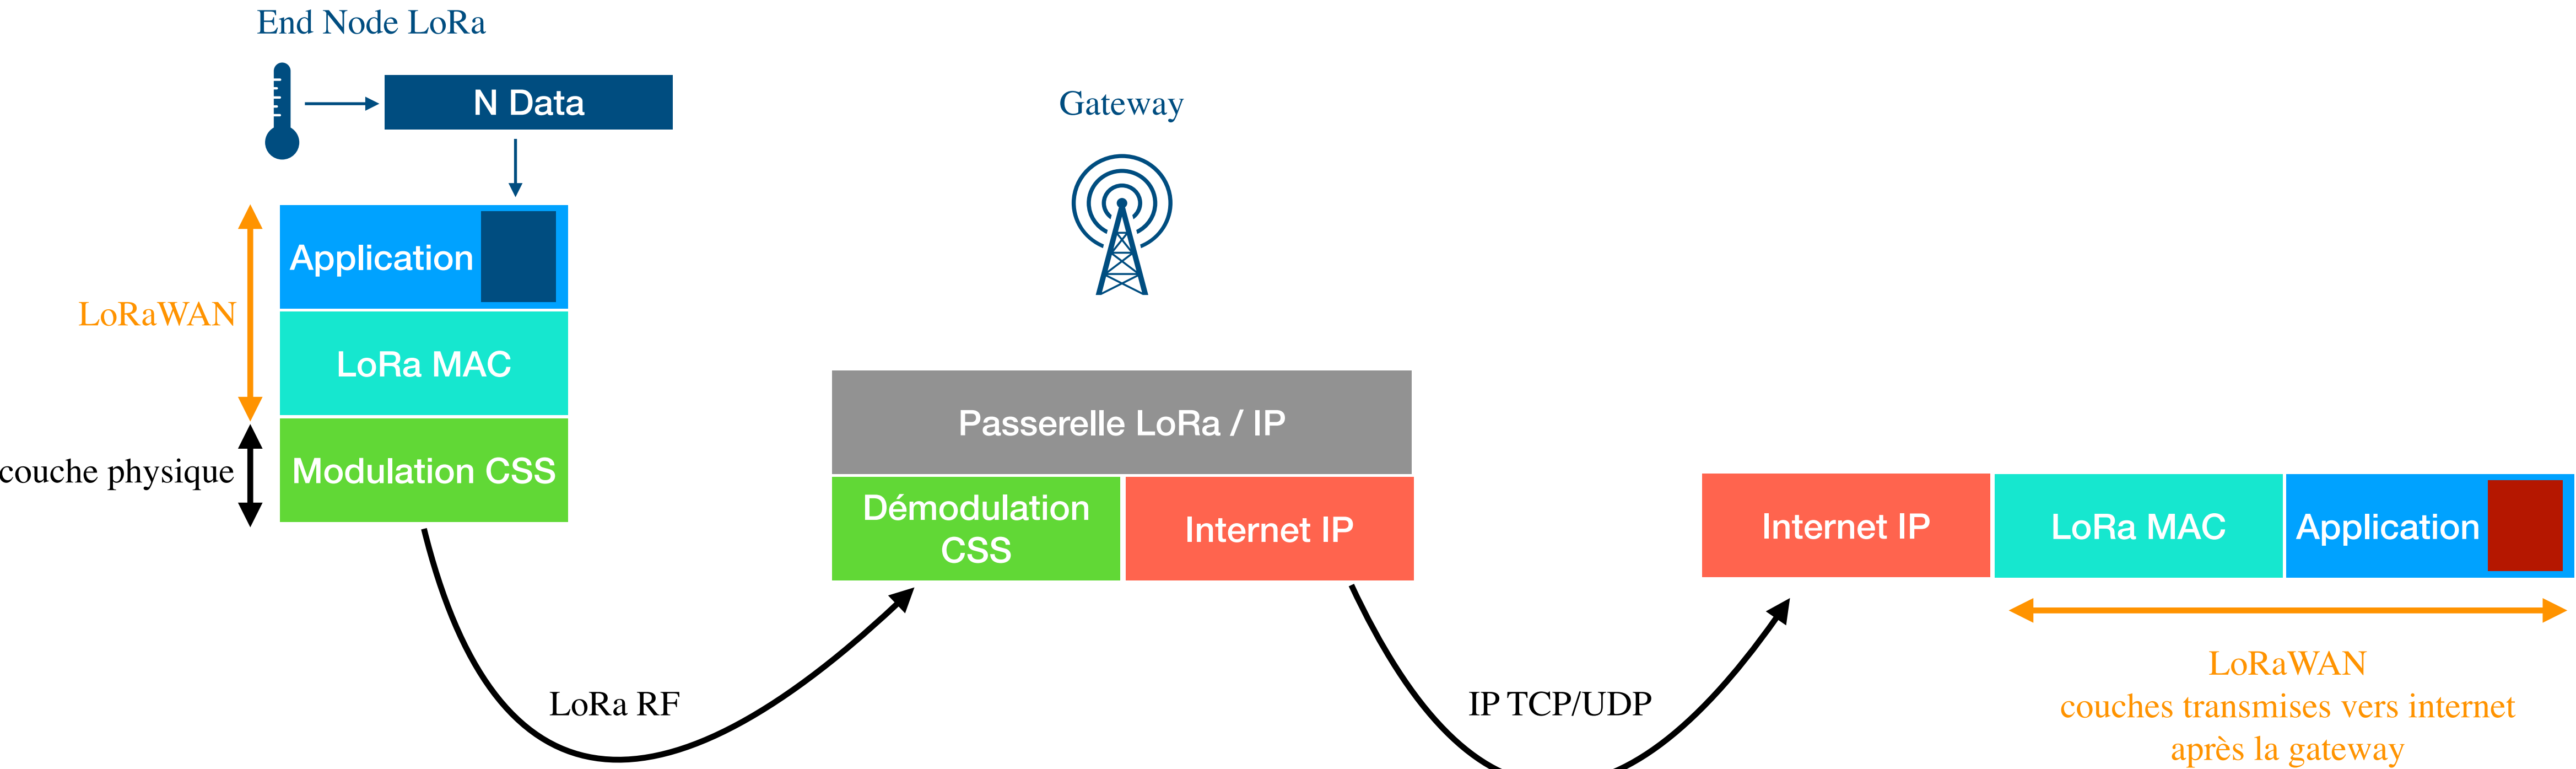 End Node LoRa
N Data
Gateway
Application
LoRaWAN
LoRa MAC
couche physique
Modulation CSS
Passerelle LoRa / IP
Démodulation
CSS
Internet IP
Internet IP
LoRa MAC
Application
LoRa RF
IP TCP/UDP
LoRaWAN
couches transmises vers internet
après la gateway